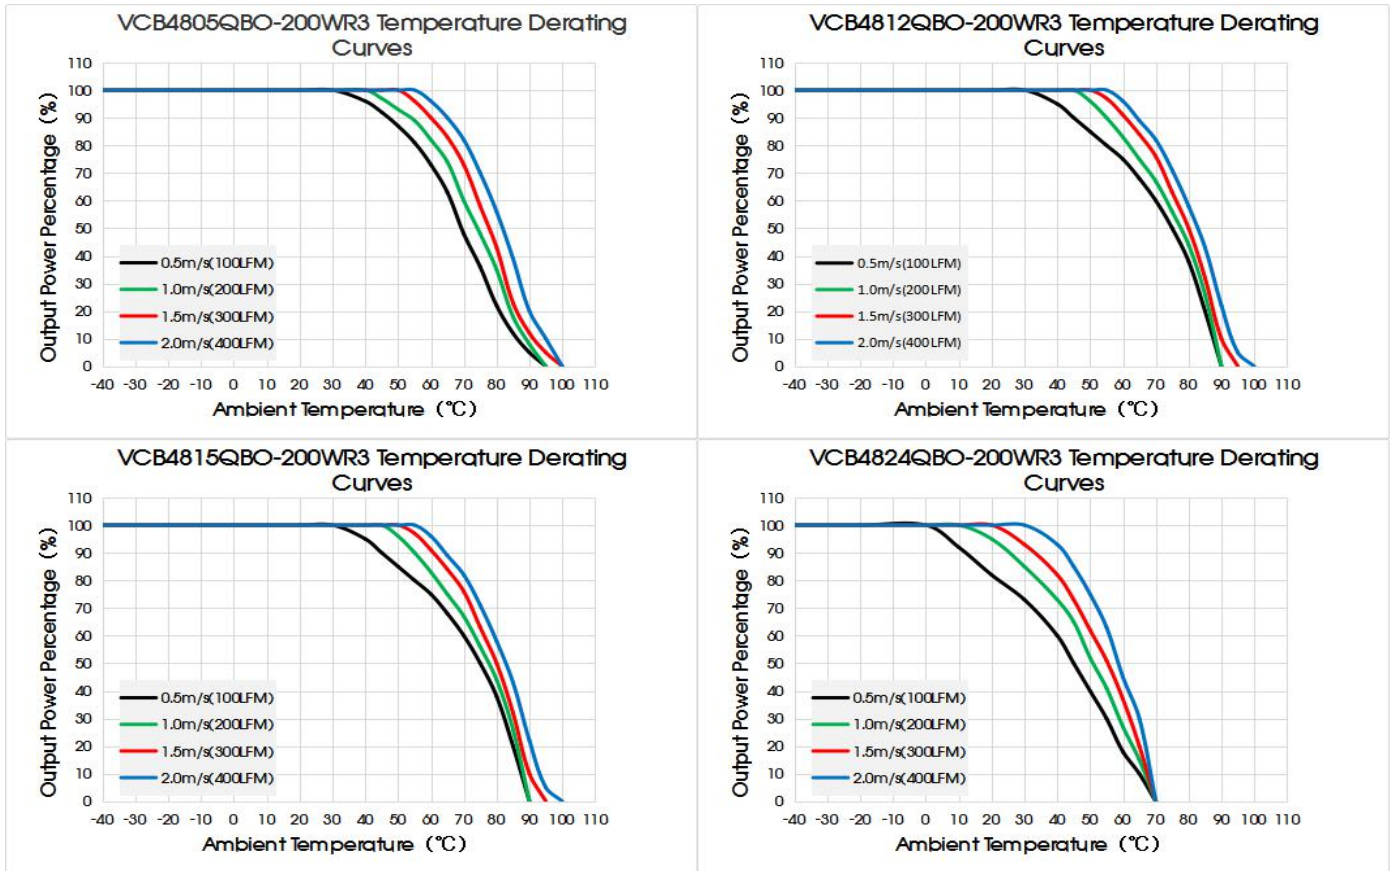 VCB4805QBO-200WR3 Temperature Derating
Curves
110
100
90
80
70
60
50
40
30
20
10
0
Output Power Percentage (%)
0.5m/s(100LFM)
1.0m/s(200LFM)
1.5m/s(300LFM)
2.0m/s(400LFM)
-40 -30 -20 -10 0 10 20 30 40 50 60 70 80 90 100 110
Ambient Temperature (℃)
VCB4812QBO-200WR3 Temperature Derating
Curves
110
100
90
80
70
60
50
40
30
20
10
0
Output Power Percentage (%)
0.5m/s(100LFM)
1.0m/s(200LFM)
1.5m/s(300LFM)
2.0m/s(400LFM)
-40 -30 -20 -10 0 10 20 30 40 50 60 70 80 90 100 110
Ambient Temperature (℃)
VCB4815QBO-200WR3 Temperature Derating
Curves
110
100
90
80
70
60
50
40
30
20
10
0
Output Power Percentage (%)
0.5m/s(100LFM)
1.0m/s(200LFM)
1.5m/s(300LFM)
2.0m/s(400LFM)
-40 -30 -20 -10 0 10 20 30 40 50 60 70 80 90 100 110
Ambient Temperature (℃)
VCB4824QBO-200WR3 Temperature Derating
Curves
110
100
90
80
70
60
50
40
30
20
10
0
Output Power Percentage (%)
0.5m/s(100LFM)
1.0m/s(200LFM)
1.5m/s(300LFM)
2.0m/s(400LFM)
-40 -30 -20 -10 0 10 20 30 40 50 60 70 80 90 100 110
Ambient Temperature (℃)